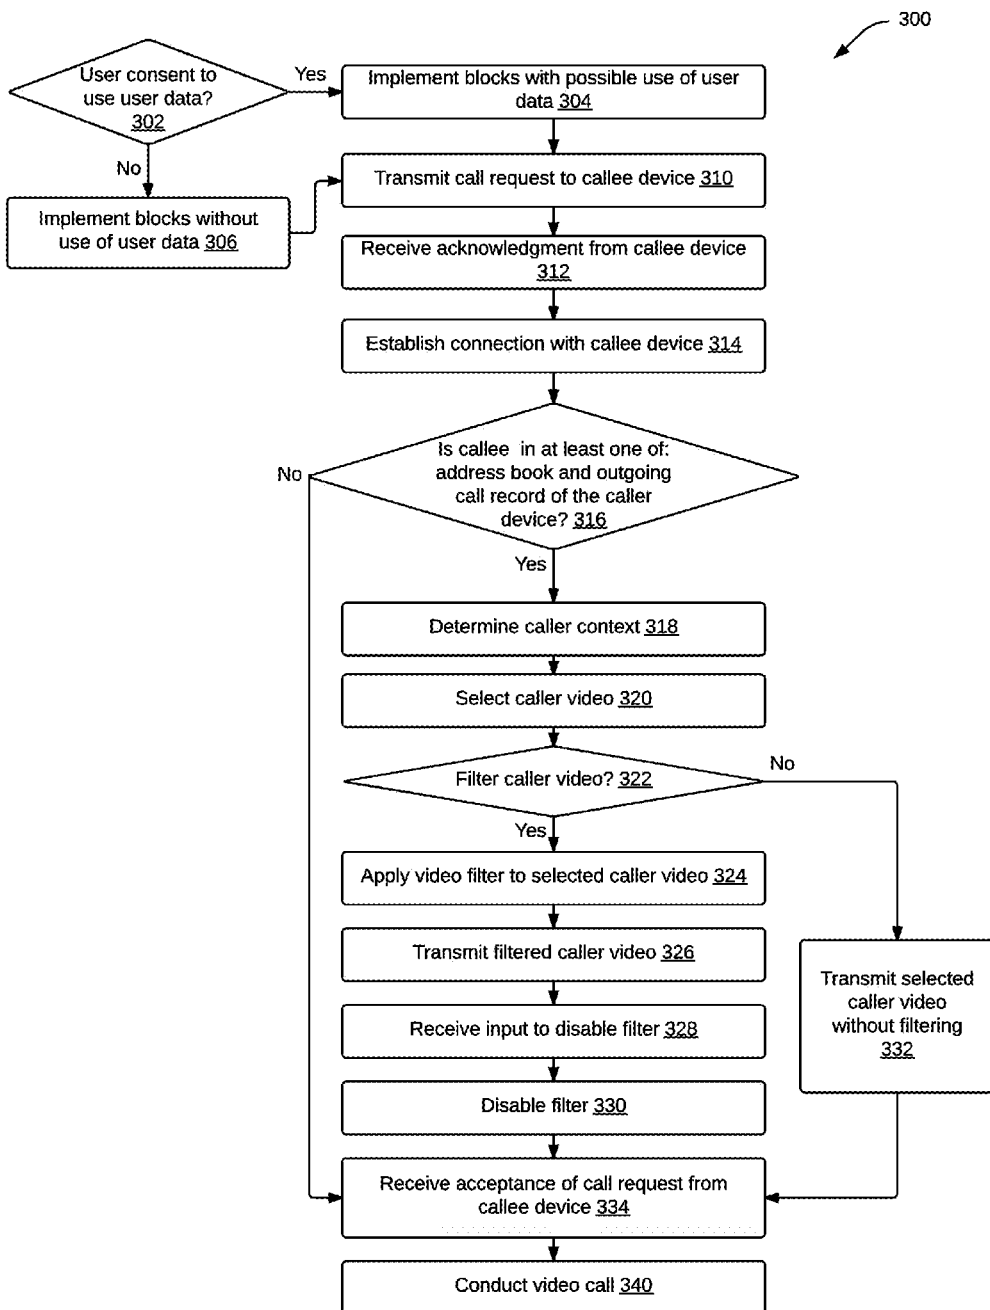 300
User consent to
use user data?
302
Yes
Implement blocks with possible use of user
data 304
No
Implement blocks without
use of user data 306
Transmit call request to callee device 310
Receive acknowledgment from callee device
312
Establish connection with callee device 314
Is callee in at least one of:
address book and outgoing
call record of the caller
device? 316
No
Yes
Determine caller context 318
Select caller video 320
Filter caller video? 322
No
Yes
Apply video filter to selected caller video 324
Transmit filtered caller video 326
Transmit selected
caller video
without filtering
332
Receive input to disable filter 328
Disable filter 330
Receive acceptance of call request from
callee device 334
Conduct video call 340